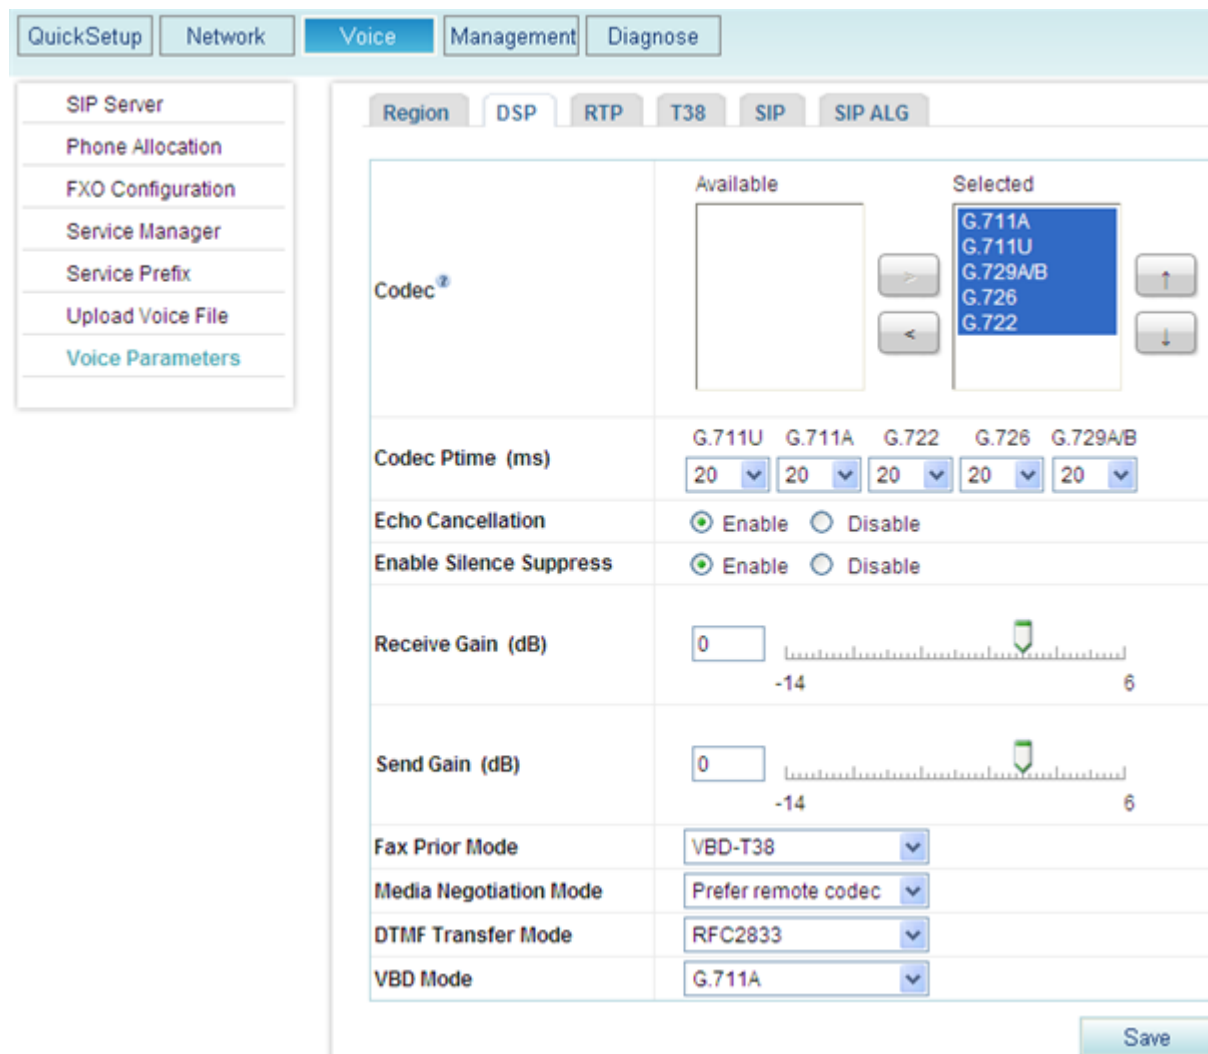 QuickSetup Network Voice Management Diagnose
SIP Server
Phone Allocation
FXO Configuration
Service Manager
Service Prefix
Upload Voice File
Voice Parameters
Region DSP RTP T38 SIP SIP ALG
Available Selected
Codec ?
> <
G.711A
G.711U
G.729A/B
G.726
G.722
↑ ↓
G.711U G.711A G.722 G.726 G.729A/B
Codec Ptime (ms) 20 20 20 20 20
Echo Cancellation Enable Disable
Enable Silence Suppress Enable Disable
Receive Gain (dB) 0
-14 6
Send Gain (dB) 0
-14 6
Fax Prior Mode VBD-T38
Media Negotiation Mode Prefer remote codec
DTMF Transfer Mode RFC2833
VBD Mode G.711A
Save